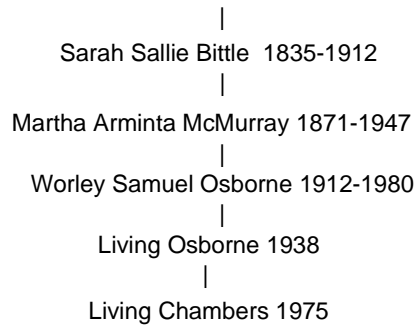 |
Sarah Sallie Bittle 1835-1912
|
Martha Arminta McMurray 1871-1947
|
Worley Samuel Osborne 1912-1980
|
Living Osborne 1938
|
Living Chambers 1975